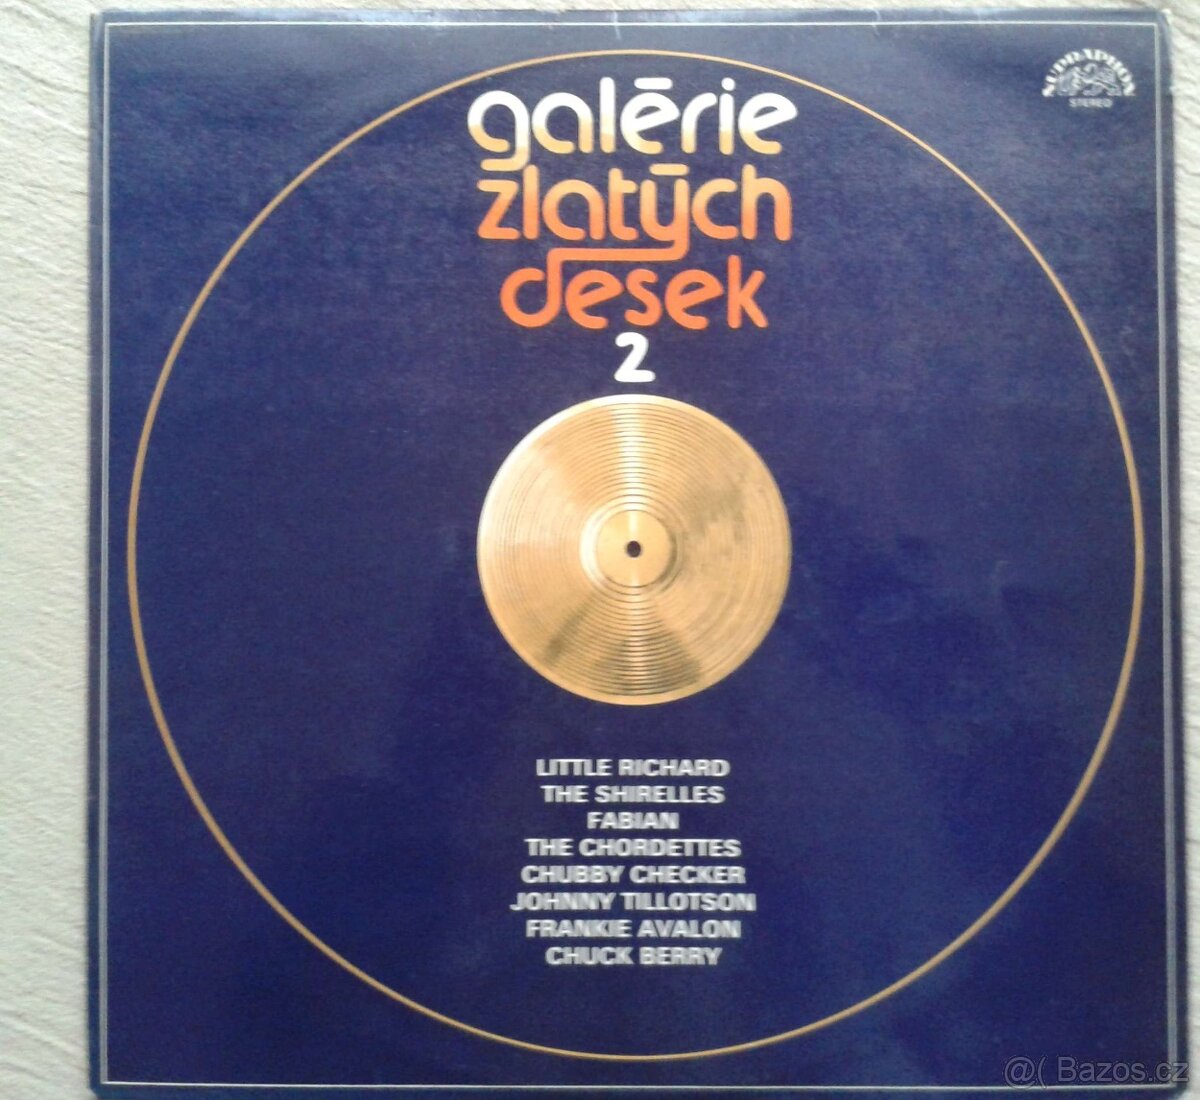 SUPRAPHON
STEREO
galérie
zlatých
desek
2
LITTLE RICHARD
THE SHIRELLES
FABIAN
THE CHORDETTES
CHUBBY CHECKER
JOHNNY TILLOTSON
FRANKIE AVALON
CHUCK BERRY
@( Bazos.cz